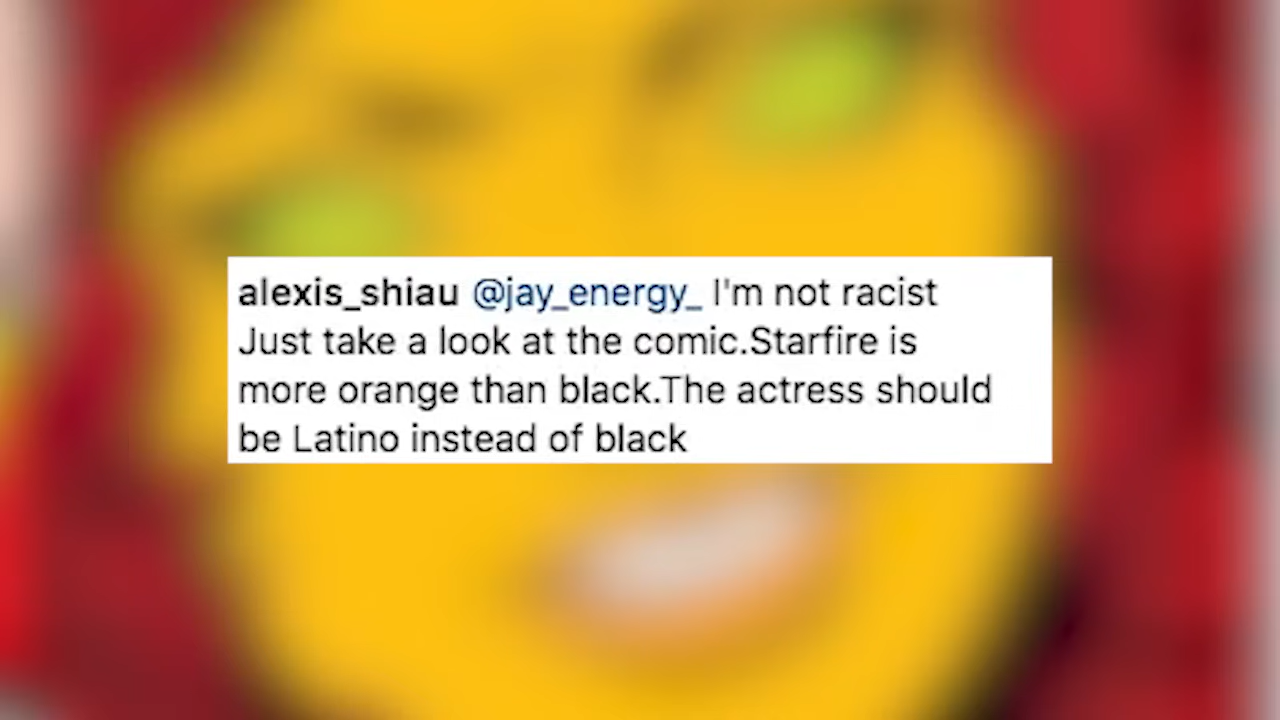 alexis_shiau @jay_energy_ I'm not racist
Just take a look at the comic.Starfire is
more orange than black.The actress should
be Latino instead of black